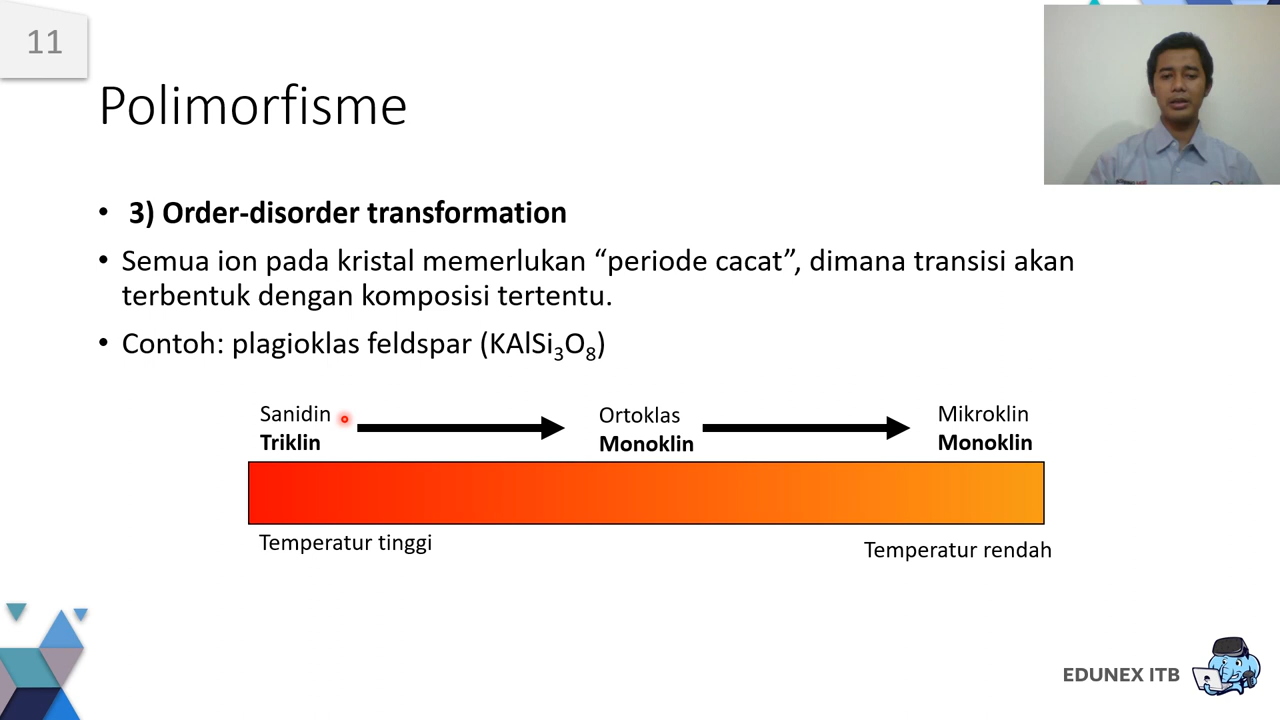 11
Polimorfisme
• 3) Order-disorder transformation
• Semua ion pada kristal memerlukan “periode cacat”, dimana transisi akan
terbentuk dengan komposisi tertentu.
• Contoh: plagioklas feldspar (KAlSi₃O₈)
Sanidin
Triklin
Ortoklas
Monoklin
Mikroklin
Monoklin
Temperatur tinggi
Temperatur rendah
EDUNEX ITB